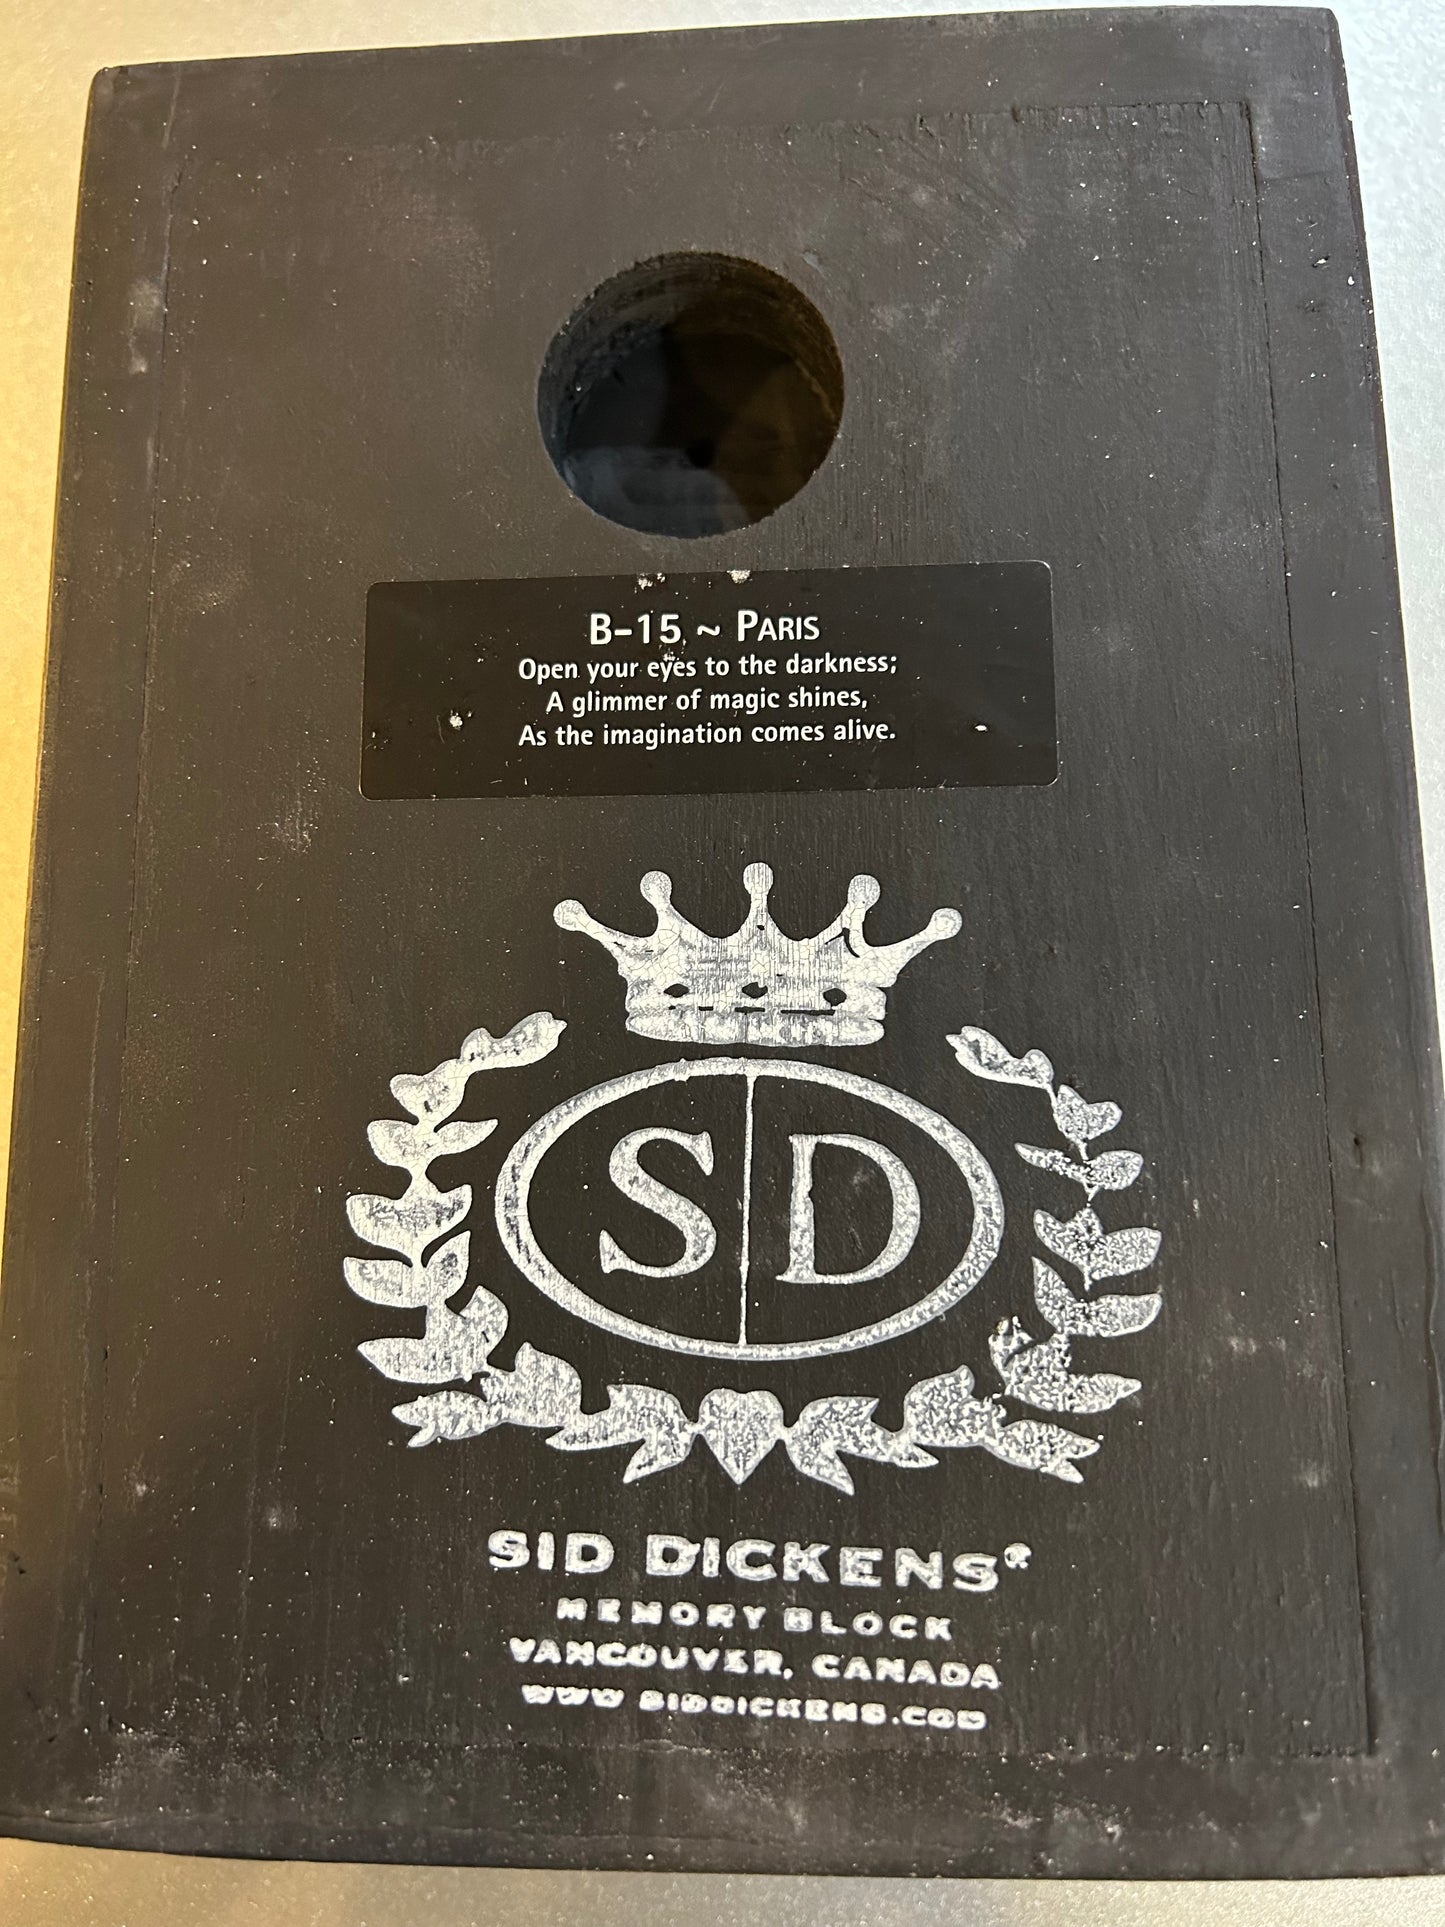 B-15 ~ PARIS
Open your eyes to the darkness;
A glimmer of magic shines,
As the imagination comes alive.
S D
SID DICKENS®
MEMORY BLOCK
VANCOUVER, CANADA
WWW SIDDICKENS.COM